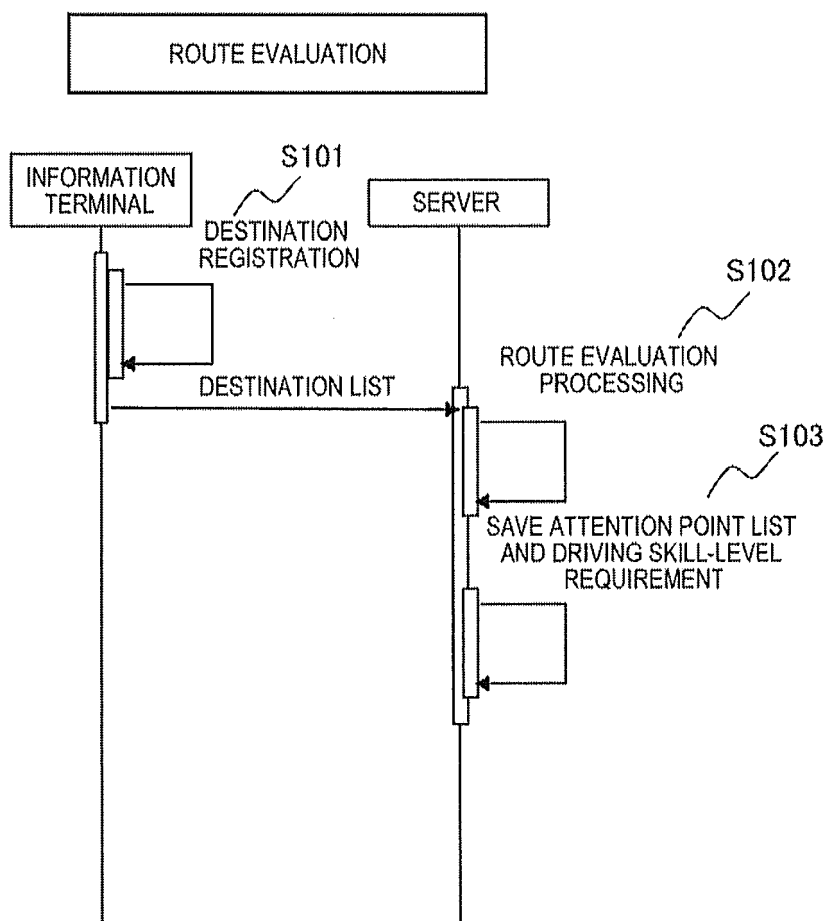 ROUTE EVALUATION
S101
INFORMATION
TERMINAL
SERVER
DESTINATION
REGISTRATION
S102
ROUTE EVALUATION
PROCESSING
DESTINATION LIST
S103
SAVE ATTENTION POINT LIST
AND DRIVING SKILL-LEVEL
REQUIREMENT